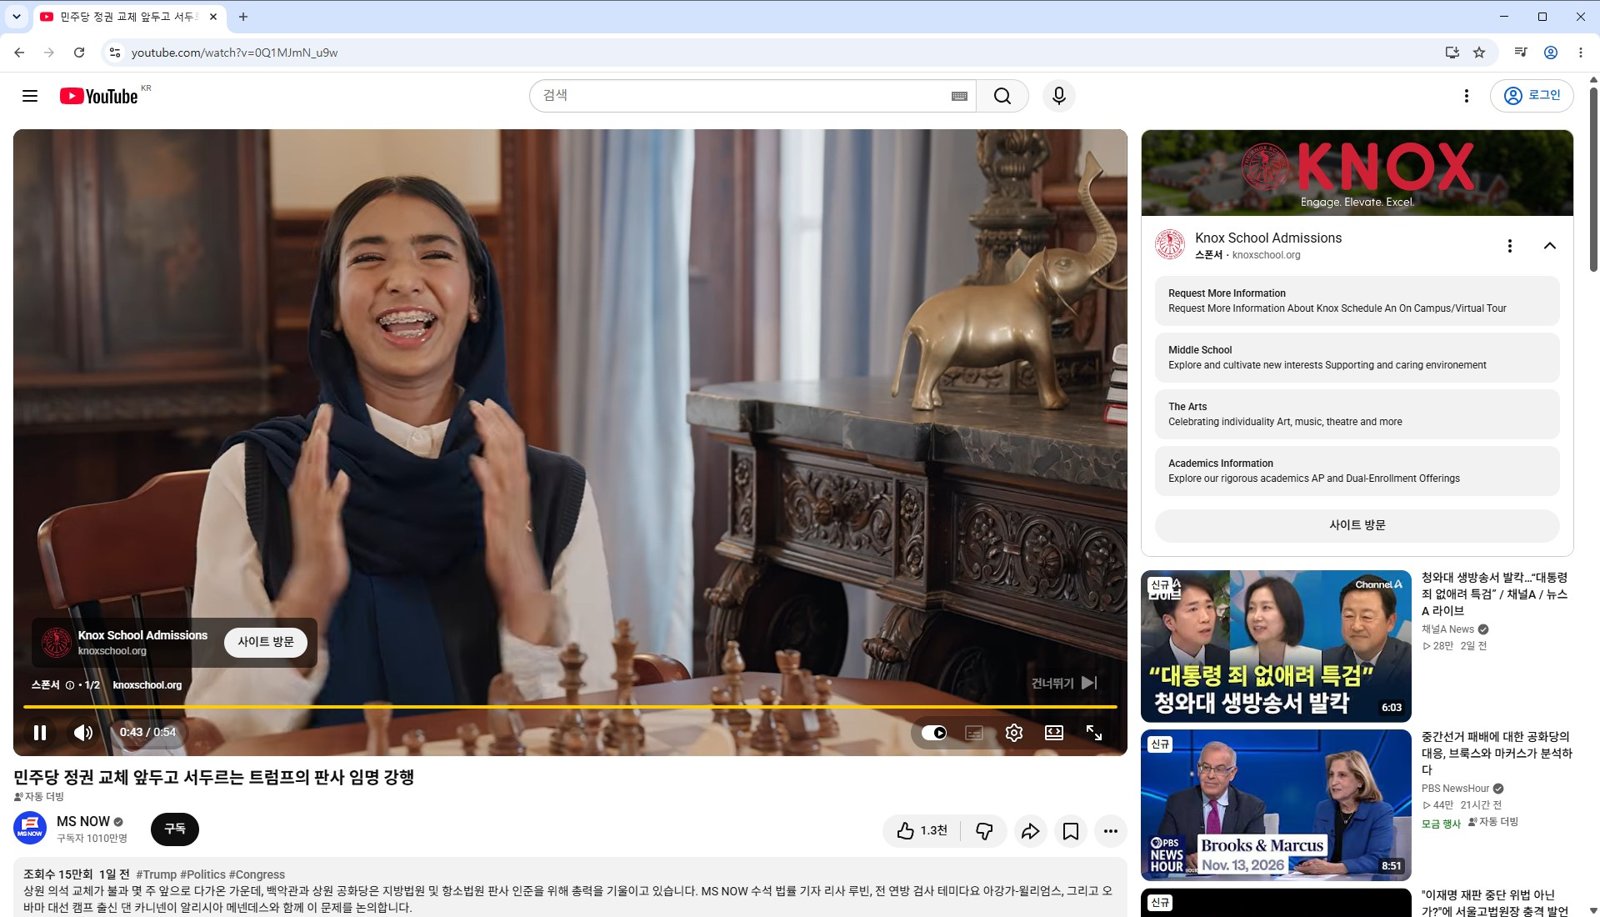 민주당 정권 교체 앞두고 서두르
youtube.com/watch?v=0Q1MJmN_u9w
YouTube KR
검색
로그인
Knox School Admissions
knoxschool.org
사이트 방문
스폰서 · 1/2 knoxschool.org
건너뛰기
0:43 / 0:54
민주당 정권 교체 앞두고 서두르는 트럼프의 판사 임명 강행
자동 더빙
MS NOW
MS NOW
구독자 1010만명
구독
1.3천
조회수 15만회 1일 전 #Trump #Politics #Congress
상원 의석 교체가 불과 몇 주 앞으로 다가온 가운데, 백악관과 상원 공화당은 지방법원 및 항소법원 판사 인준을 위해 총력을 기울이고 있습니다. MS NOW 수석 법률 기자 리사 루빈, 전 연방 검사 테미다요 아강가-윌리엄스, 그리고 오
바마 대선 캠프 출신 댄 카니넨이 알리시아 메넨데스와 함께 이 문제를 논의합니다.
KNOX
Engage. Elevate. Excel.
Knox School Admissions
스폰서 · knoxschool.org
Request More Information
Request More Information About Knox Schedule An On Campus/Virtual Tour
Middle School
Explore and cultivate new interests Supporting and caring environement
The Arts
Celebrating individuality Art, music, theatre and more
Academics Information
Explore our rigorous academics AP and Dual-Enrollment Offerings
사이트 방문
신규
Channel A
“대통령 죄 없애려 특검”
청와대 생방송서 발칵
6:03
청와대 생방송서 발칵…“대통령
죄 없애려 특검” / 채널A / 뉴스
A 라이브
채널A News
28만 2일 전
신규
PBS
NEWS
HOUR
Brooks & Marcus
Nov. 13, 2026
8:51
중간선거 패배에 대한 공화당의
대응, 브룩스와 마커스가 분석하
다
PBS NewsHour
44만 21시간 전
모금 행사 자동 더빙
신규
"이재명 재판 중단 위법 아닌
가?"에 서울고법원장 충격 발언